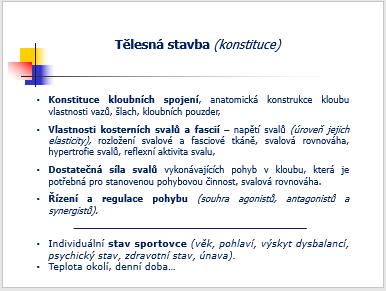 Tělesná stavba (konstituce)
• Konstituce kloubních spojení, anatomická konstrukce kloubu
vlastnosti vazů, šlach, kloubních pouzder,
• Vlastnosti kosterních svalů a fascií – napětí svalů (úroveň jejich
elasticity), rozložení svalové a fasciové tkáně, svalová rovnováha,
hypertrofie svalů, reflexní aktivita svalu,
• Dostatečná síla svalů vykonávajících pohyb v kloubu, která je
potřebná pro stanovenou pohybovou činnost, svalová rovnováha.
• Řízení a regulace pohybu (souhra agonistů, antagonistů a
synergistů).
• Individuální stav sportovce (věk, pohlaví, výskyt dysbalancí,
psychický stav, zdravotní stav, únava).
• Teplota okolí, denní doba…